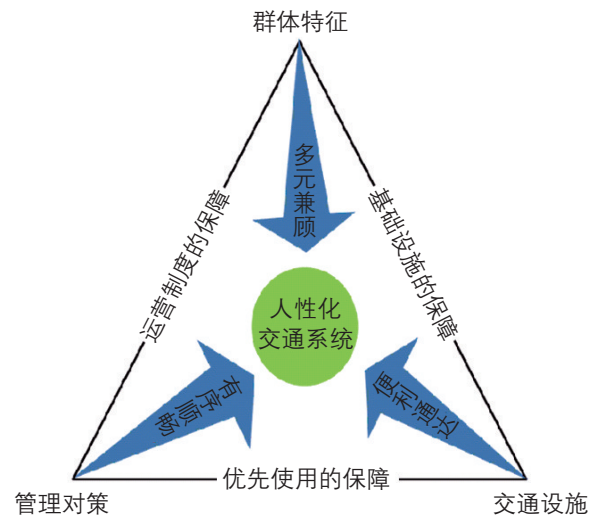 群体特征
多元兼顾
运营制度的保障
基础设施的保障
人性化
交通系统
有序顺畅
便利通达
优先使用的保障
管理对策
交通设施